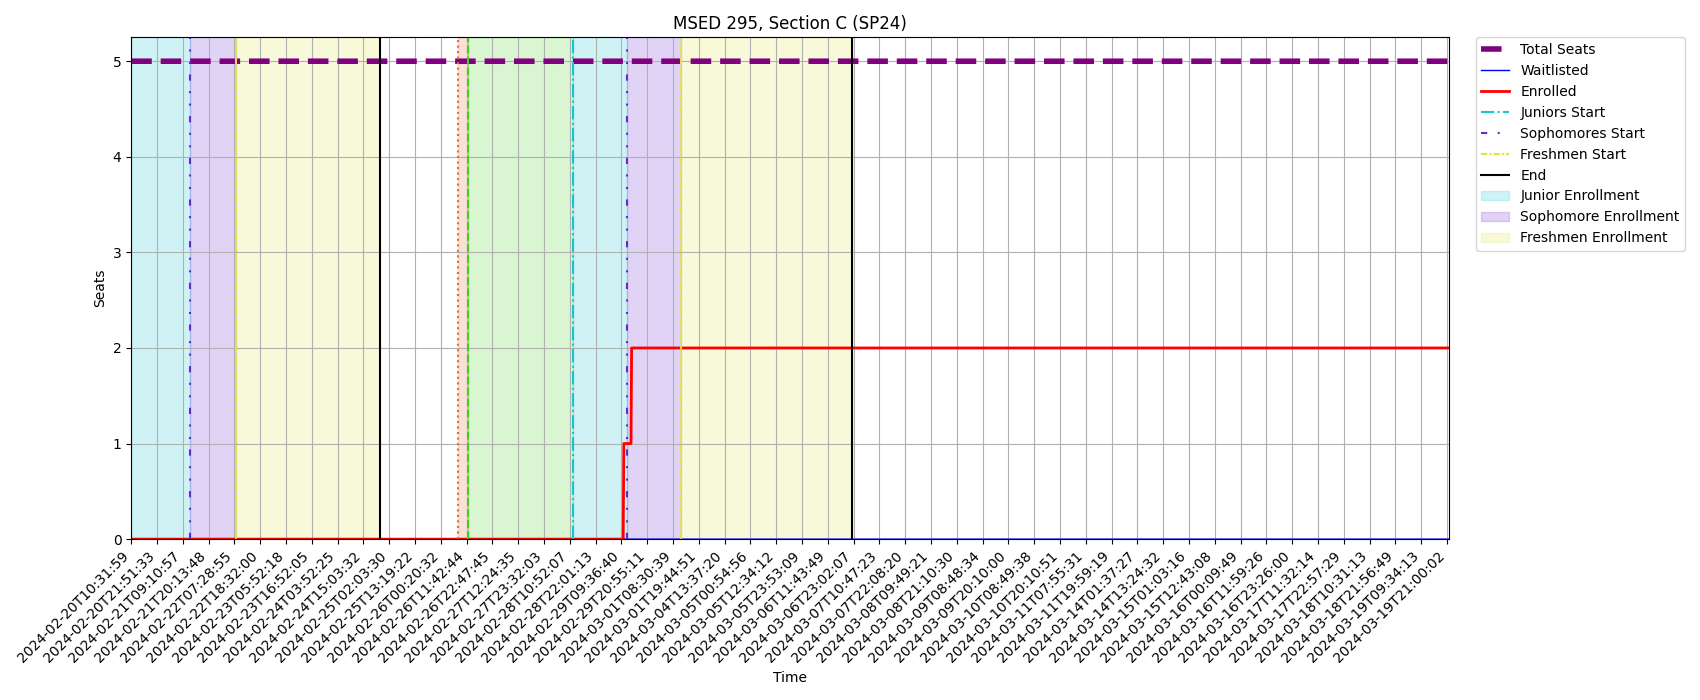 MSED 295, Section C (SP24)
Total Seats
Waitlisted
Enrolled
Juniors Start
Sophomores Start
Freshmen Start
End
Junior Enrollment
Sophomore Enrollment
Freshmen Enrollment
Seats
5
4
3
2
1
0
2024-02-20T10:31:59
2024-02-20T21:51:33
2024-02-21T09:10:57
2024-02-21T20:13:48
2024-02-22T07:28:55
2024-02-22T18:32:00
2024-02-23T05:52:18
2024-02-23T16:52:05
2024-02-24T03:52:25
2024-02-24T15:03:32
2024-02-25T02:03:30
2024-02-25T13:19:22
2024-02-26T00:20:32
2024-02-26T11:42:44
2024-02-26T22:47:45
2024-02-27T12:24:35
2024-02-27T23:32:03
2024-02-28T10:52:07
2024-02-28T22:01:13
2024-02-29T09:36:40
2024-02-29T20:55:11
2024-03-01T08:30:39
2024-03-01T19:44:51
2024-03-04T13:37:20
2024-03-05T00:54:56
2024-03-05T12:34:12
2024-03-05T23:53:09
2024-03-06T11:43:49
2024-03-06T23:02:07
2024-03-07T10:47:23
2024-03-07T22:08:20
2024-03-08T09:49:21
2024-03-08T21:10:30
2024-03-09T08:48:34
2024-03-09T20:10:00
2024-03-10T08:49:38
2024-03-10T20:10:51
2024-03-11T07:55:31
2024-03-11T19:59:19
2024-03-14T01:37:27
2024-03-14T13:24:32
2024-03-15T01:03:16
2024-03-15T12:43:08
2024-03-16T00:09:49
2024-03-16T11:59:26
2024-03-16T23:26:00
2024-03-17T11:32:14
2024-03-17T22:57:29
2024-03-18T10:31:13
2024-03-18T21:56:49
2024-03-19T09:34:13
2024-03-19T21:00:02
Time